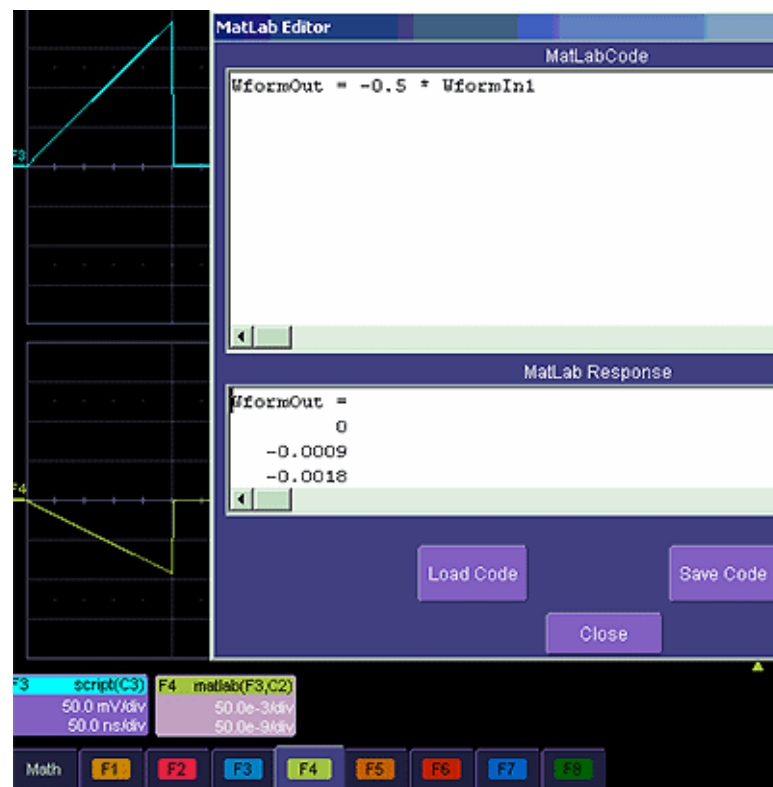 MatLab Editor
MatLabCode
WformOut = -0.5 * WformIn1
F3
MatLab Response
WformOut =
0
-0.0009
-0.0018
F4
Load Code
Save Code
Close
F3 script(C3)
50.0 mV/div
50.0 ns/div
F4 matlab(F3,C2)
50.0e-3/div
50.0e-9/div
Math F1 F2 F3 F4 F5 F6 F7 F8